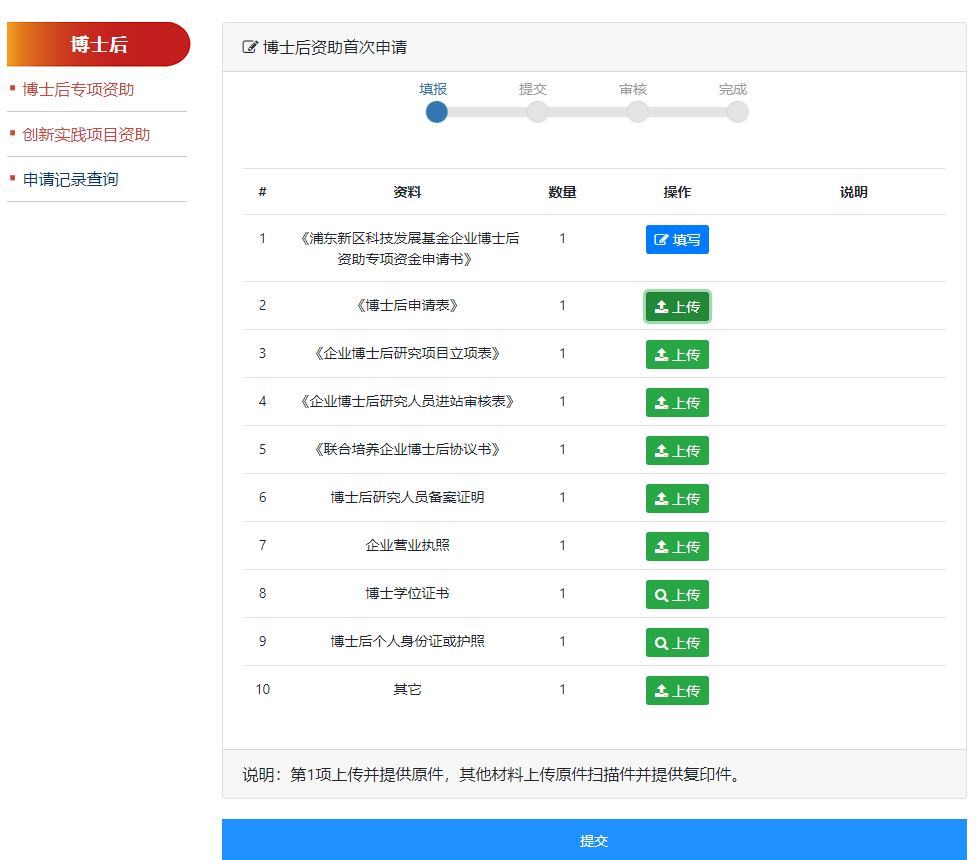 博士后
博士后专项资助
创新实践项目资助
申请记录查询
博士后资助首次申请
填报 提交 审核 完成
# 资料 数量 操作 说明
1 《浦东新区科技发展基金企业博士后 1 填写
资助专项资金申请书》
2 《博士后申请表》 1 上传
3 《企业博士后研究项目立项表》 1 上传
4 《企业博士后研究人员进站审核表》 1 上传
5 《联合培养企业博士后协议书》 1 上传
6 博士后研究人员备案证明 1 上传
7 企业营业执照 1 上传
8 博士学位证书 1 上传
9 博士后个人身份证或护照 1 上传
10 其它 1 上传
说明：第1项上传并提供原件，其他材料上传原件扫描件并提供复印件。
提交